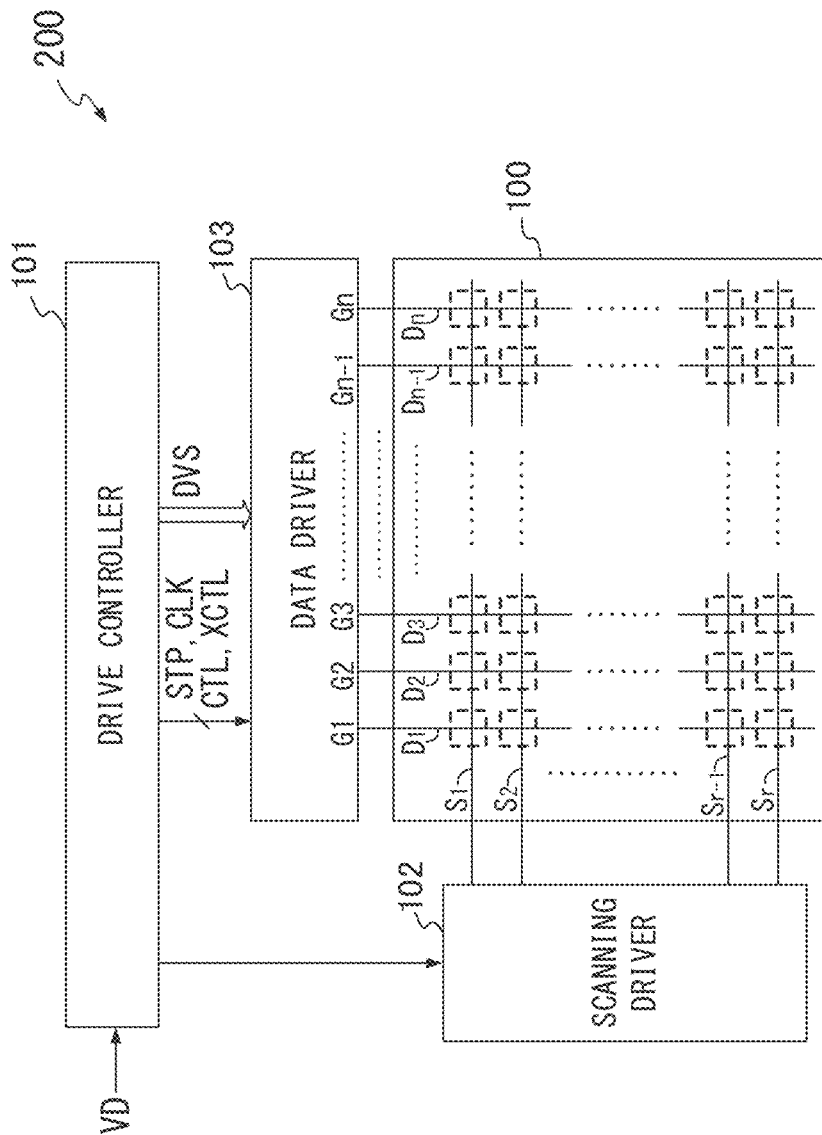 200
101
VD
DRIVE CONTROLLER
STP, CLK
CTL, XCTL
DVS
103
DATA DRIVER
G1 G2 G3 ........... Gn-1 Gn
100
102
SCANNING
DRIVER
D1 D2 D3 ........... Dn-1 Dn
S1
S2
Sr-1
Sr